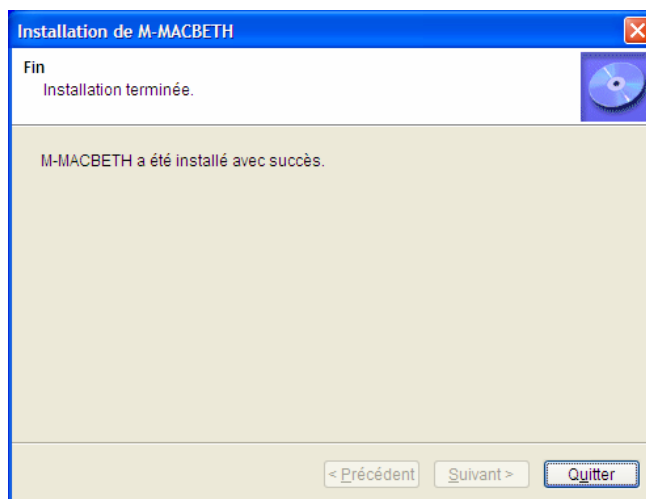 Installation de M-MACBETH
Fin
Installation terminée.
M-MACBETH a été installé avec succès.
< Précédent
Suivant >
Quitter